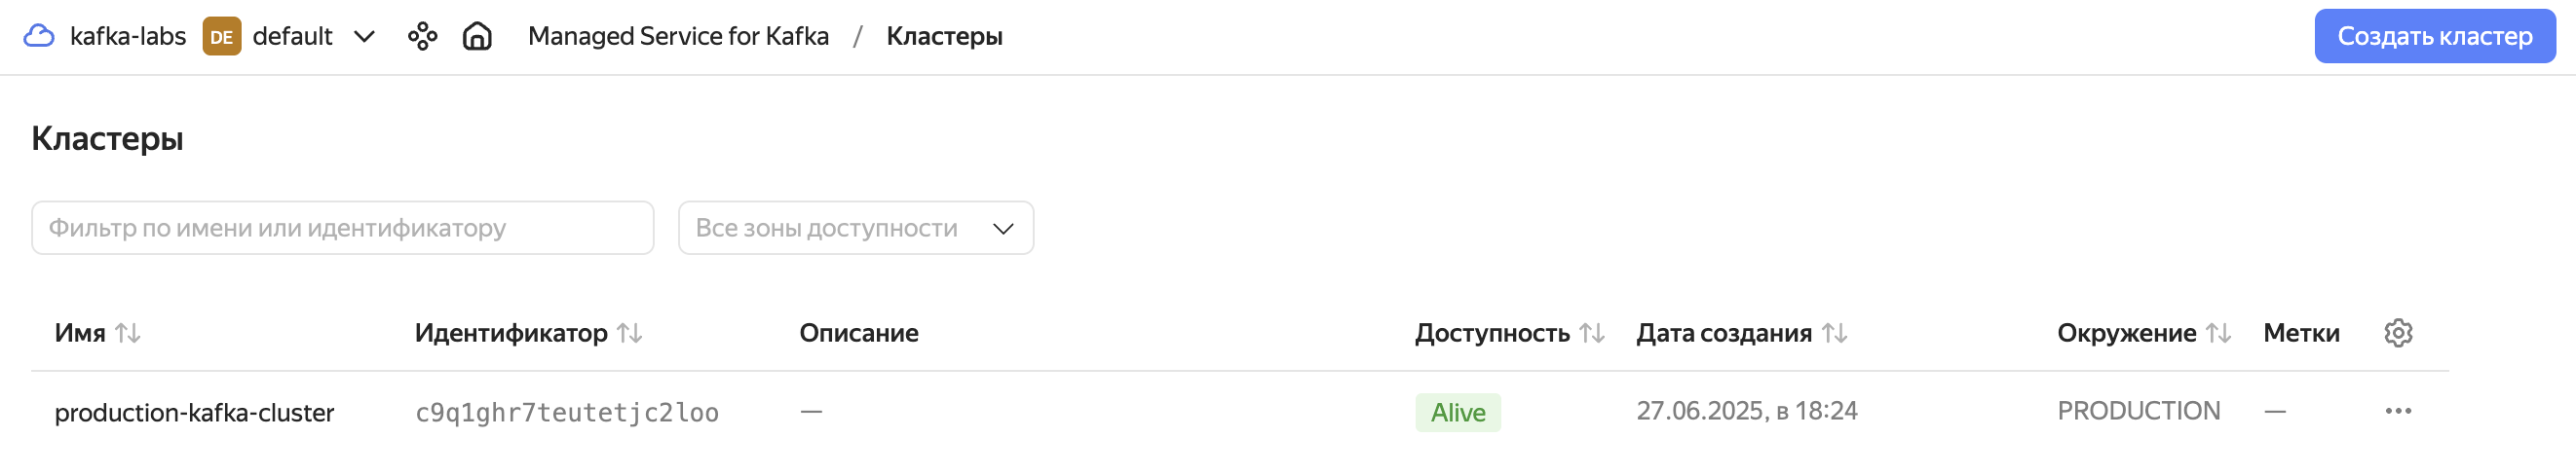 kafka-labs DE default Managed Service for Kafka / Кластеры Создать кластер
Кластеры
Фильтр по имени или идентификатору Все зоны доступности
Имя Идентификатор Описание Доступность Дата создания Окружение Метки
production-kafka-cluster c9q1ghr7teutetjc2loo — Alive 27.06.2025, в 18:24 PRODUCTION —